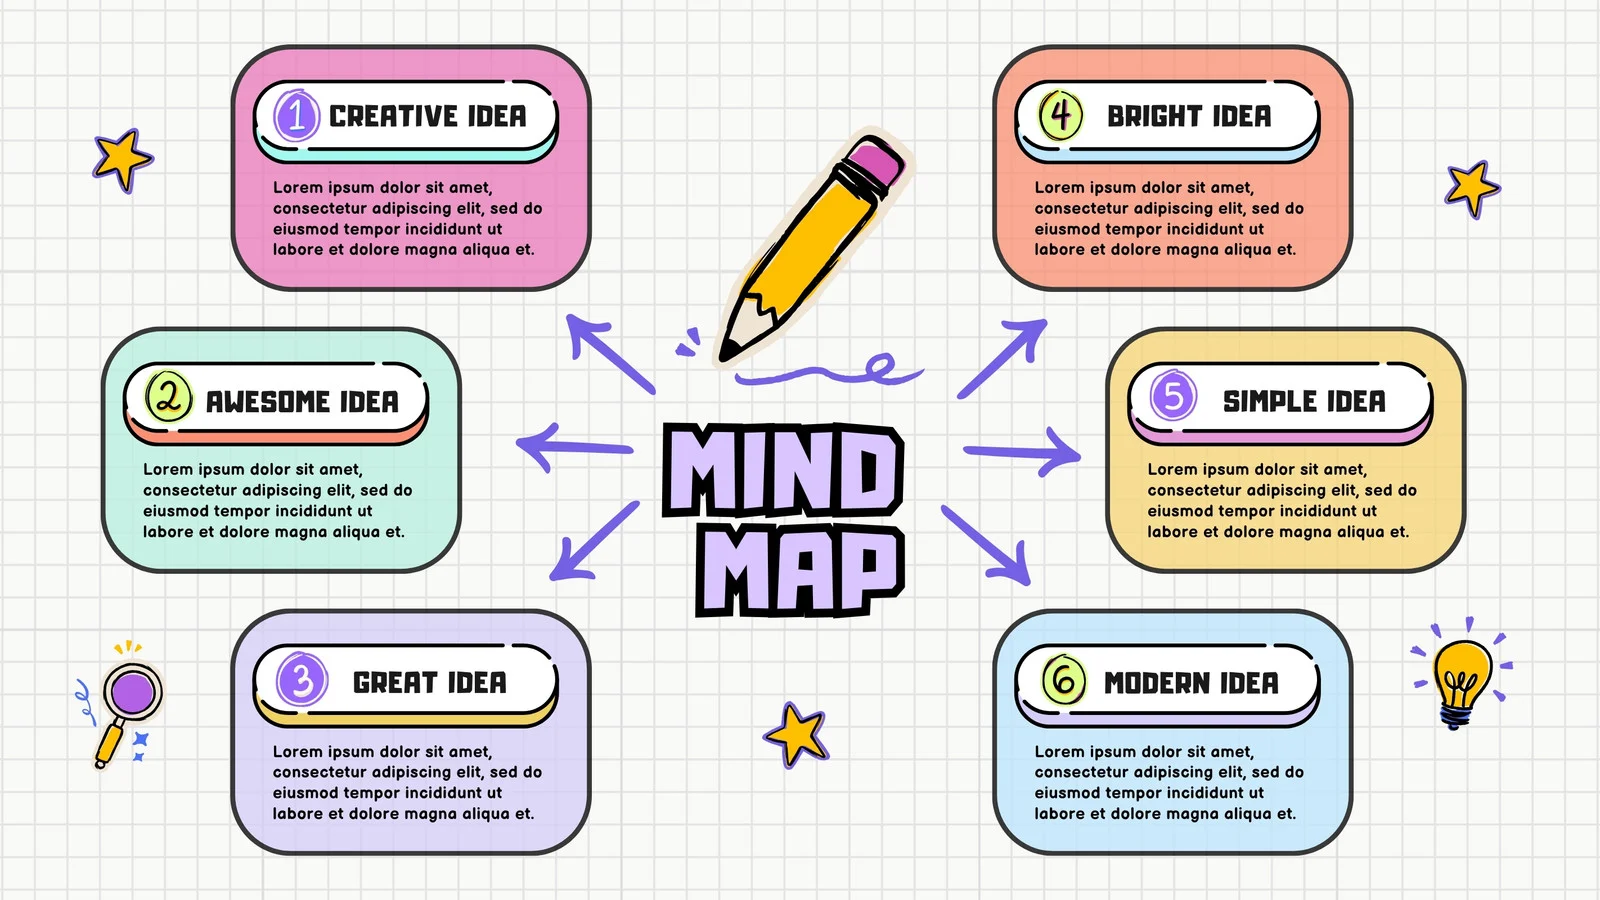 1 CREATIVE IDEA
Lorem ipsum dolor sit amet,
consectetur adipiscing elit, sed do
eiusmod tempor incididunt ut
labore et dolore magna aliqua et.
2 AWESOME IDEA
Lorem ipsum dolor sit amet,
consectetur adipiscing elit, sed do
eiusmod tempor incididunt ut
labore et dolore magna aliqua et.
3 GREAT IDEA
Lorem ipsum dolor sit amet,
consectetur adipiscing elit, sed do
eiusmod tempor incididunt ut
labore et dolore magna aliqua et.
MIND
MAP
4 BRIGHT IDEA
Lorem ipsum dolor sit amet,
consectetur adipiscing elit, sed do
eiusmod tempor incididunt ut
labore et dolore magna aliqua et.
5 SIMPLE IDEA
Lorem ipsum dolor sit amet,
consectetur adipiscing elit, sed do
eiusmod tempor incididunt ut
labore et dolore magna aliqua et.
6 MODERN IDEA
Lorem ipsum dolor sit amet,
consectetur adipiscing elit, sed do
eiusmod tempor incididunt ut
labore et dolore magna aliqua et.